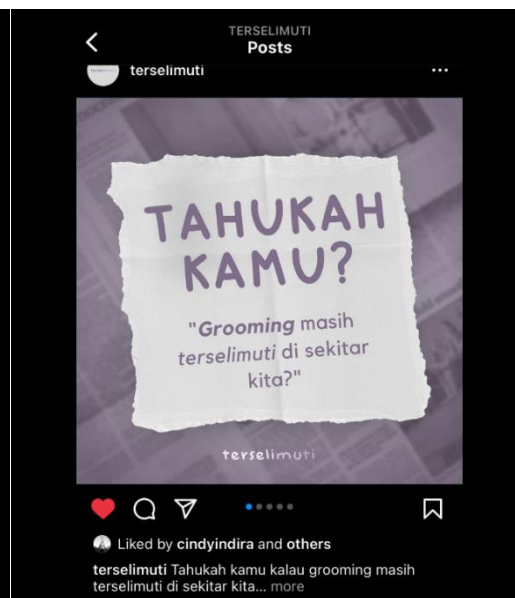 TERSELIMUTI
Posts
terselimuti
TAHUKAH
KAMU?
"Grooming masih
terselimuti di sekitar
kita?"
terselimuti
Liked by cindyindira and others
terselimuti Tahukah kamu kalau grooming masih
terselimuti di sekitar kita... more